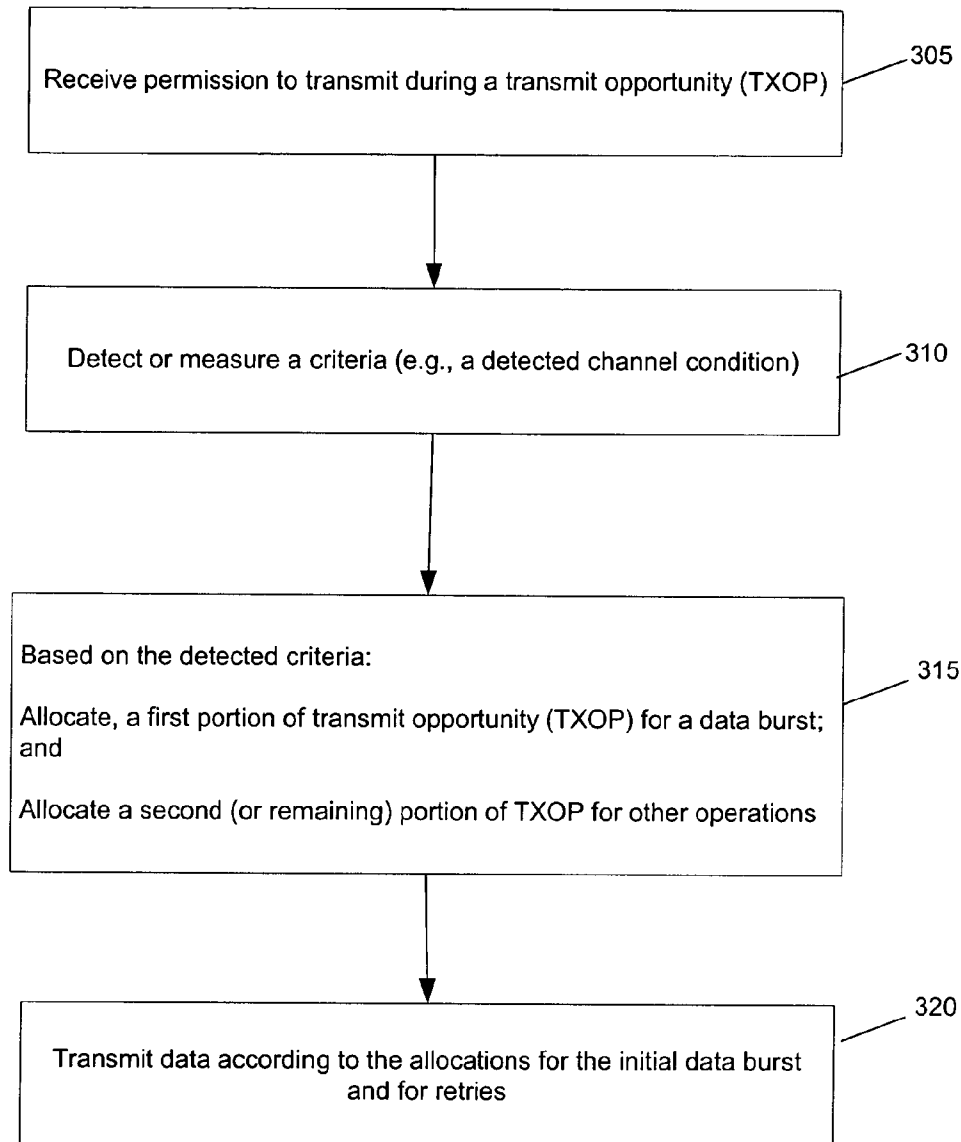 Receive permission to transmit during a transmit opportunity (TXOP)
305
Detect or measure a criteria (e.g., a detected channel condition)
310
Based on the detected criteria:
Allocate, a first portion of transmit opportunity (TXOP) for a data burst;
and
Allocate a second (or remaining) portion of TXOP for other operations
315
Transmit data according to the allocations for the initial data burst
and for retries
320